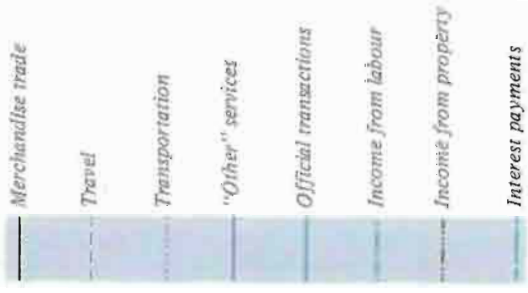 Merchandise trade
Travel
Transportation
"Other" services
Official transactions
Income from labour
Income from property
Interest payments